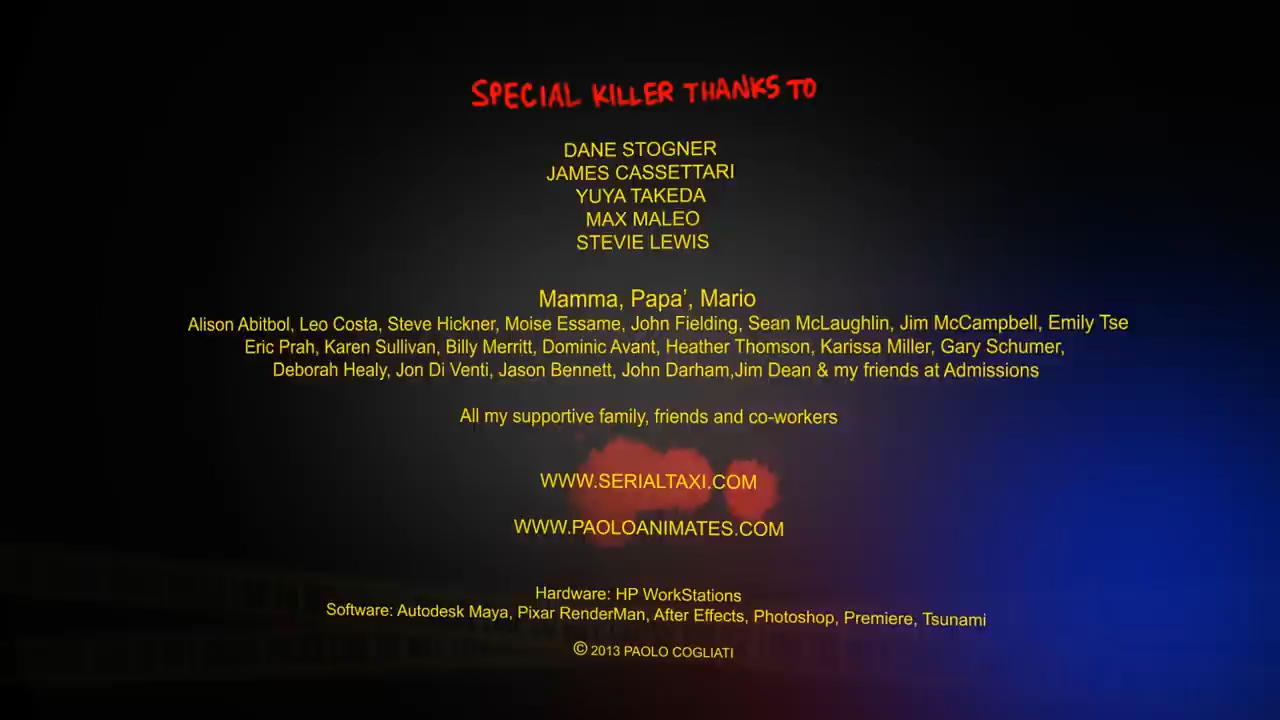 SPECIAL KILLER THANKS TO
DANE STOGNER
JAMES CASSETTARI
YUYA TAKEDA
MAX MALEO
STEVIE LEWIS
Mamma, Papa’, Mario
Alison Abitbol, Leo Costa, Steve Hickner, Moise Essame, John Fielding, Sean McLaughlin, Jim McCampbell, Emily Tse
Eric Prah, Karen Sullivan, Billy Merritt, Dominic Avant, Heather Thomson, Karissa Miller, Gary Schumer,
Deborah Healy, Jon Di Venti, Jason Bennett, John Darham,Jim Dean & my friends at Admissions
All my supportive family, friends and co-workers
WWW.SERIALTAXI.COM
WWW.PAOLOANIMATES.COM
Hardware: HP WorkStations
Software: Autodesk Maya, Pixar RenderMan, After Effects, Photoshop, Premiere, Tsunami
© 2013 PAOLO COGLIATI